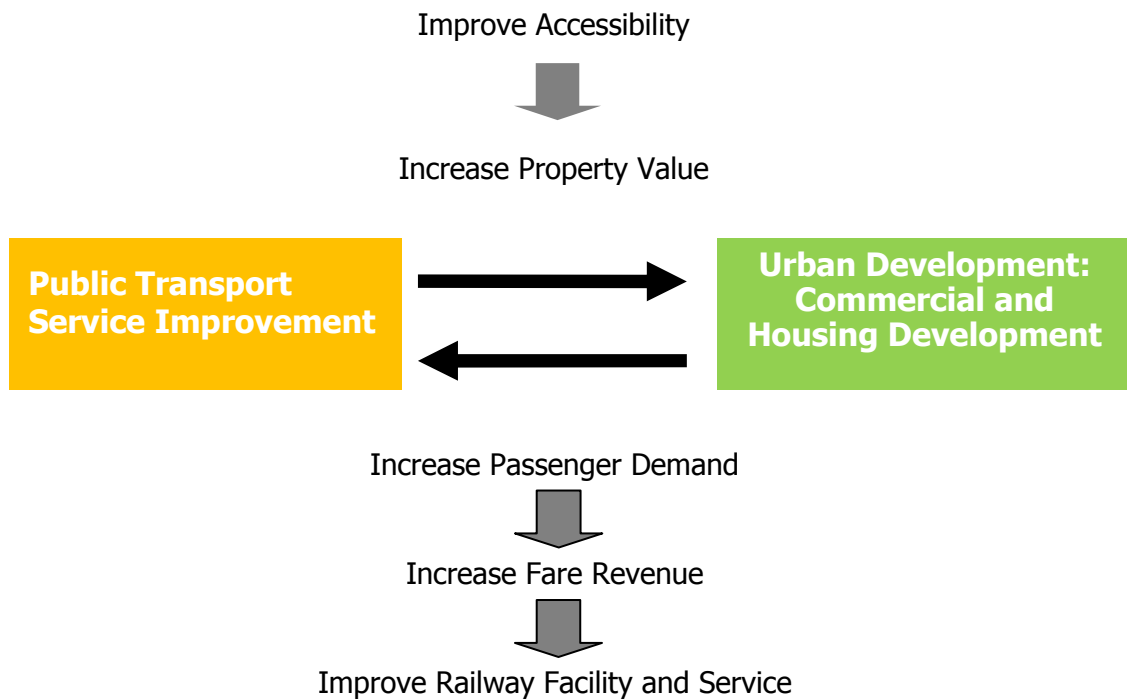 Improve Accessibility
Increase Property Value
Public Transport
Service Improvement
Urban Development:
Commercial and
Housing Development
Increase Passenger Demand
Increase Fare Revenue
Improve Railway Facility and Service